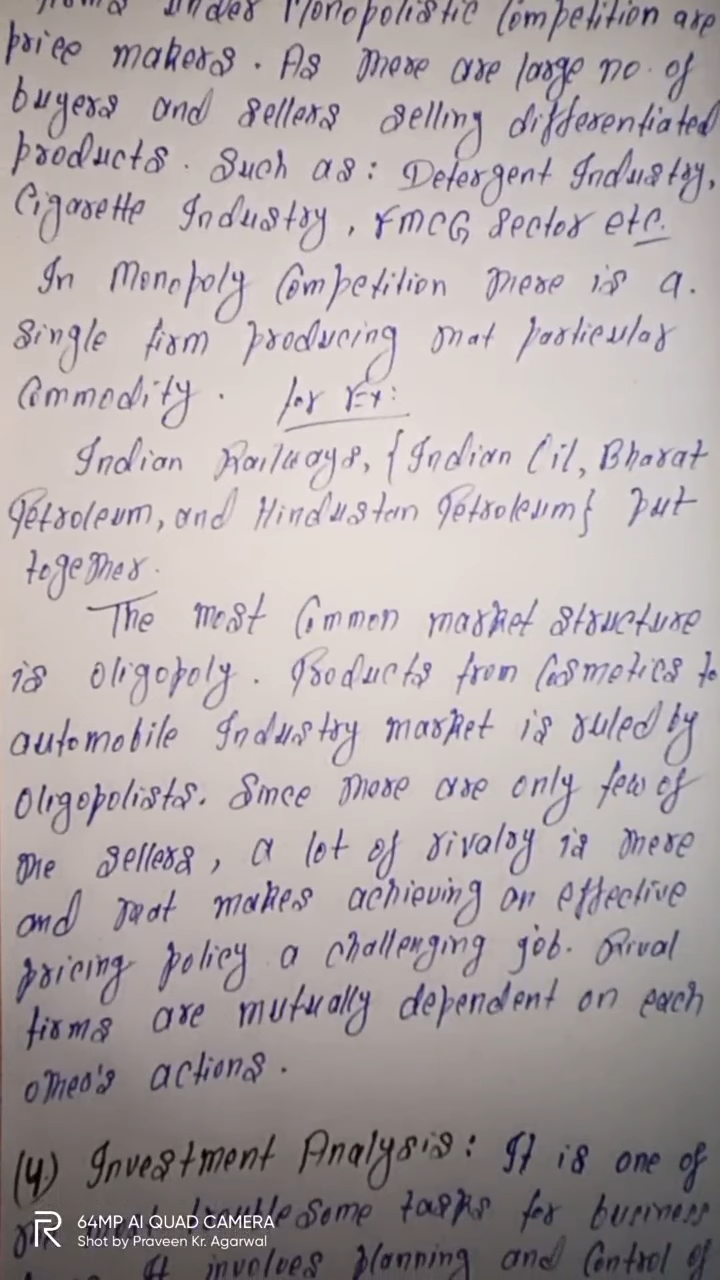 under Monopolistic Competition are
price makers. As there are large no. of
buyers and sellers selling differentiated
products. Such as: Detergent Industry,
Cigarette Industry, FMCG Sector etc.
In Monopoly Competition there is a.
single firm producing that particular
Commodity. for Ex:
Indian Railways, {Indian Oil, Bharat
Petroleum, and Hindustan Petroleum} put
together.
The most Common market structure
is oligopoly. Products from Cosmetics to
automobile Industry market is ruled by
Oligopolists. Since there are only few of
the sellers, a lot of rivalry is there
and that makes achieving an effective
pricing policy a challenging job. Rival
firms are mutually dependent on each
other's actions.
(4) Investment Analysis: It is one of
some tasks for business
It involves planning and Control of
64MP AI QUAD CAMERA
Shot by Praveen Kr. Agarwal